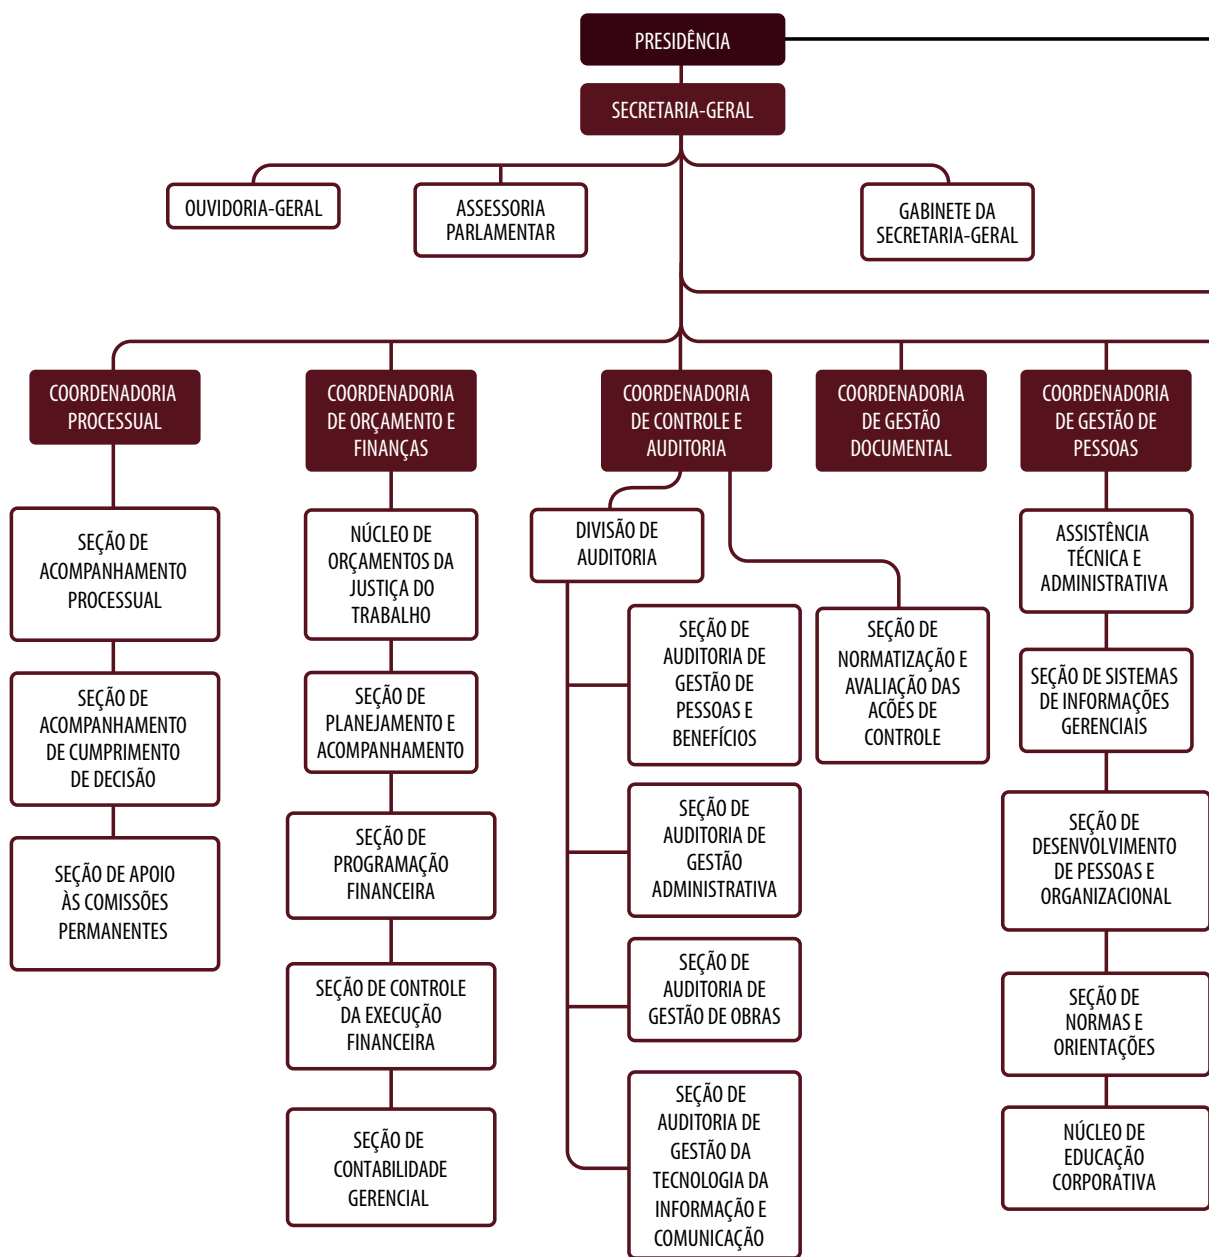 PRESIDÊNCIA
SECRETARIA-GERAL
OUVIDORIA-GERAL
ASSESSORIA
PARLAMENTAR
GABINETE DA
SECRETARIA-GERAL
COORDENADORIA
PROCESSUAL
SEÇÃO DE
ACOMPANHAMENTO
PROCESSUAL
SEÇÃO DE
ACOMPANHAMENTO
DE CUMPRIMENTO
DE DECISÃO
SEÇÃO DE APOIO
ÀS COMISSÕES
PERMANENTES
COORDENADORIA
DE ORÇAMENTO E
FINANÇAS
NÚCLEO DE
ORÇAMENTOS DA
JUSTIÇA DO
TRABALHO
SEÇÃO DE
PLANEJAMENTO E
ACOMPANHAMENTO
SEÇÃO DE
PROGRAMAÇÃO
FINANCEIRA
SEÇÃO DE CONTROLE
DA EXECUÇÃO
FINANCEIRA
SEÇÃO DE
CONTABILIDADE
GERENCIAL
COORDENADORIA
DE CONTROLE E
AUDITORIA
DIVISÃO DE
AUDITORIA
SEÇÃO DE
AUDITORIA DE
GESTÃO DE
PESSOAS E
BENEFÍCIOS
SEÇÃO DE
AUDITORIA DE
GESTÃO
ADMINISTRATIVA
SEÇÃO DE
AUDITORIA DE
GESTÃO DE OBRAS
SEÇÃO DE
AUDITORIA DE
GESTÃO DA
TECNOLOGIA DA
INFORMAÇÃO E
COMUNICAÇÃO
SEÇÃO DE
NORMATIZAÇÃO E
AVALIAÇÃO DAS
ACÕES DE
CONTROLE
COORDENADORIA
DE GESTÃO
DOCUMENTAL
COORDENADORIA
DE GESTÃO DE
PESSOAS
ASSISTÊNCIA
TÉCNICA E
ADMINISTRATIVA
SEÇÃO DE SISTEMAS
DE INFORMAÇÕES
GERENCIAIS
SEÇÃO DE
DESENVOLVIMENTO
DE PESSOAS E
ORGANIZACIONAL
SEÇÃO DE
NORMAS E
ORIENTAÇÕES
NÚCLEO DE
EDUCAÇÃO
CORPORATIVA